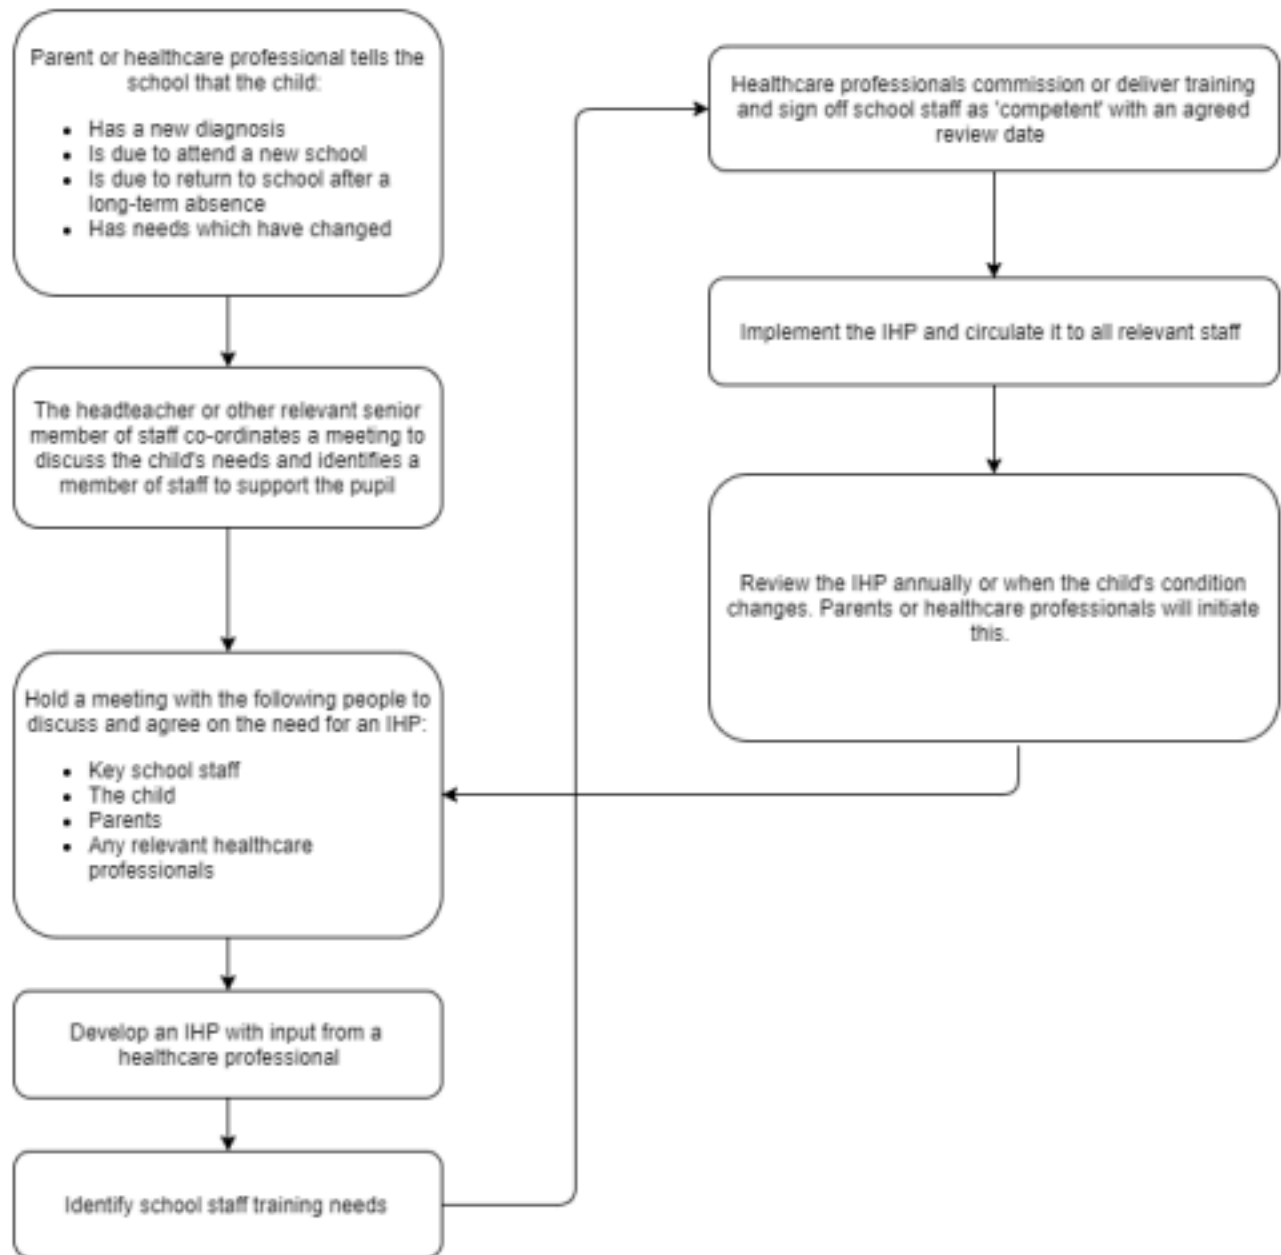 Parent or healthcare professional tells the
school that the child:
• Has a new diagnosis
• Is due to attend a new school
• Is due to return to school after a
long-term absence
• Has needs which have changed
The headteacher or other relevant senior
member of staff co-ordinates a meeting to
discuss the child's needs and identifies a
member of staff to support the pupil
Hold a meeting with the following people to
discuss and agree on the need for an IHP:
• Key school staff
• The child
• Parents
• Any relevant healthcare
professionals
Develop an IHP with input from a
healthcare professional
Identify school staff training needs
Healthcare professionals commission or deliver training
and sign off school staff as 'competent' with an agreed
review date
Implement the IHP and circulate it to all relevant staff
Review the IHP annually or when the child's condition
changes. Parents or healthcare professionals will initiate
this.